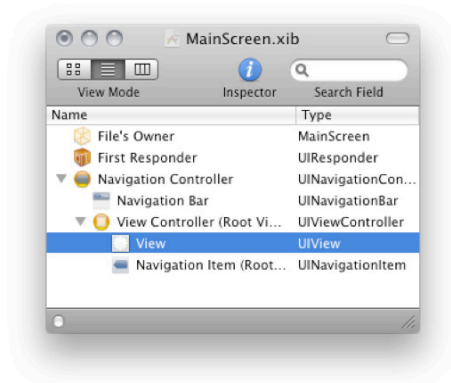 MainScreen.xib
View Mode Inspector Search Field
Name Type
File's Owner MainScreen
First Responder UIResponder
Navigation Controller UINavigationCon...
Navigation Bar UINavigationBar
View Controller (Root Vi... UIViewController
View UIView
Navigation Item (Root... UINavigationItem